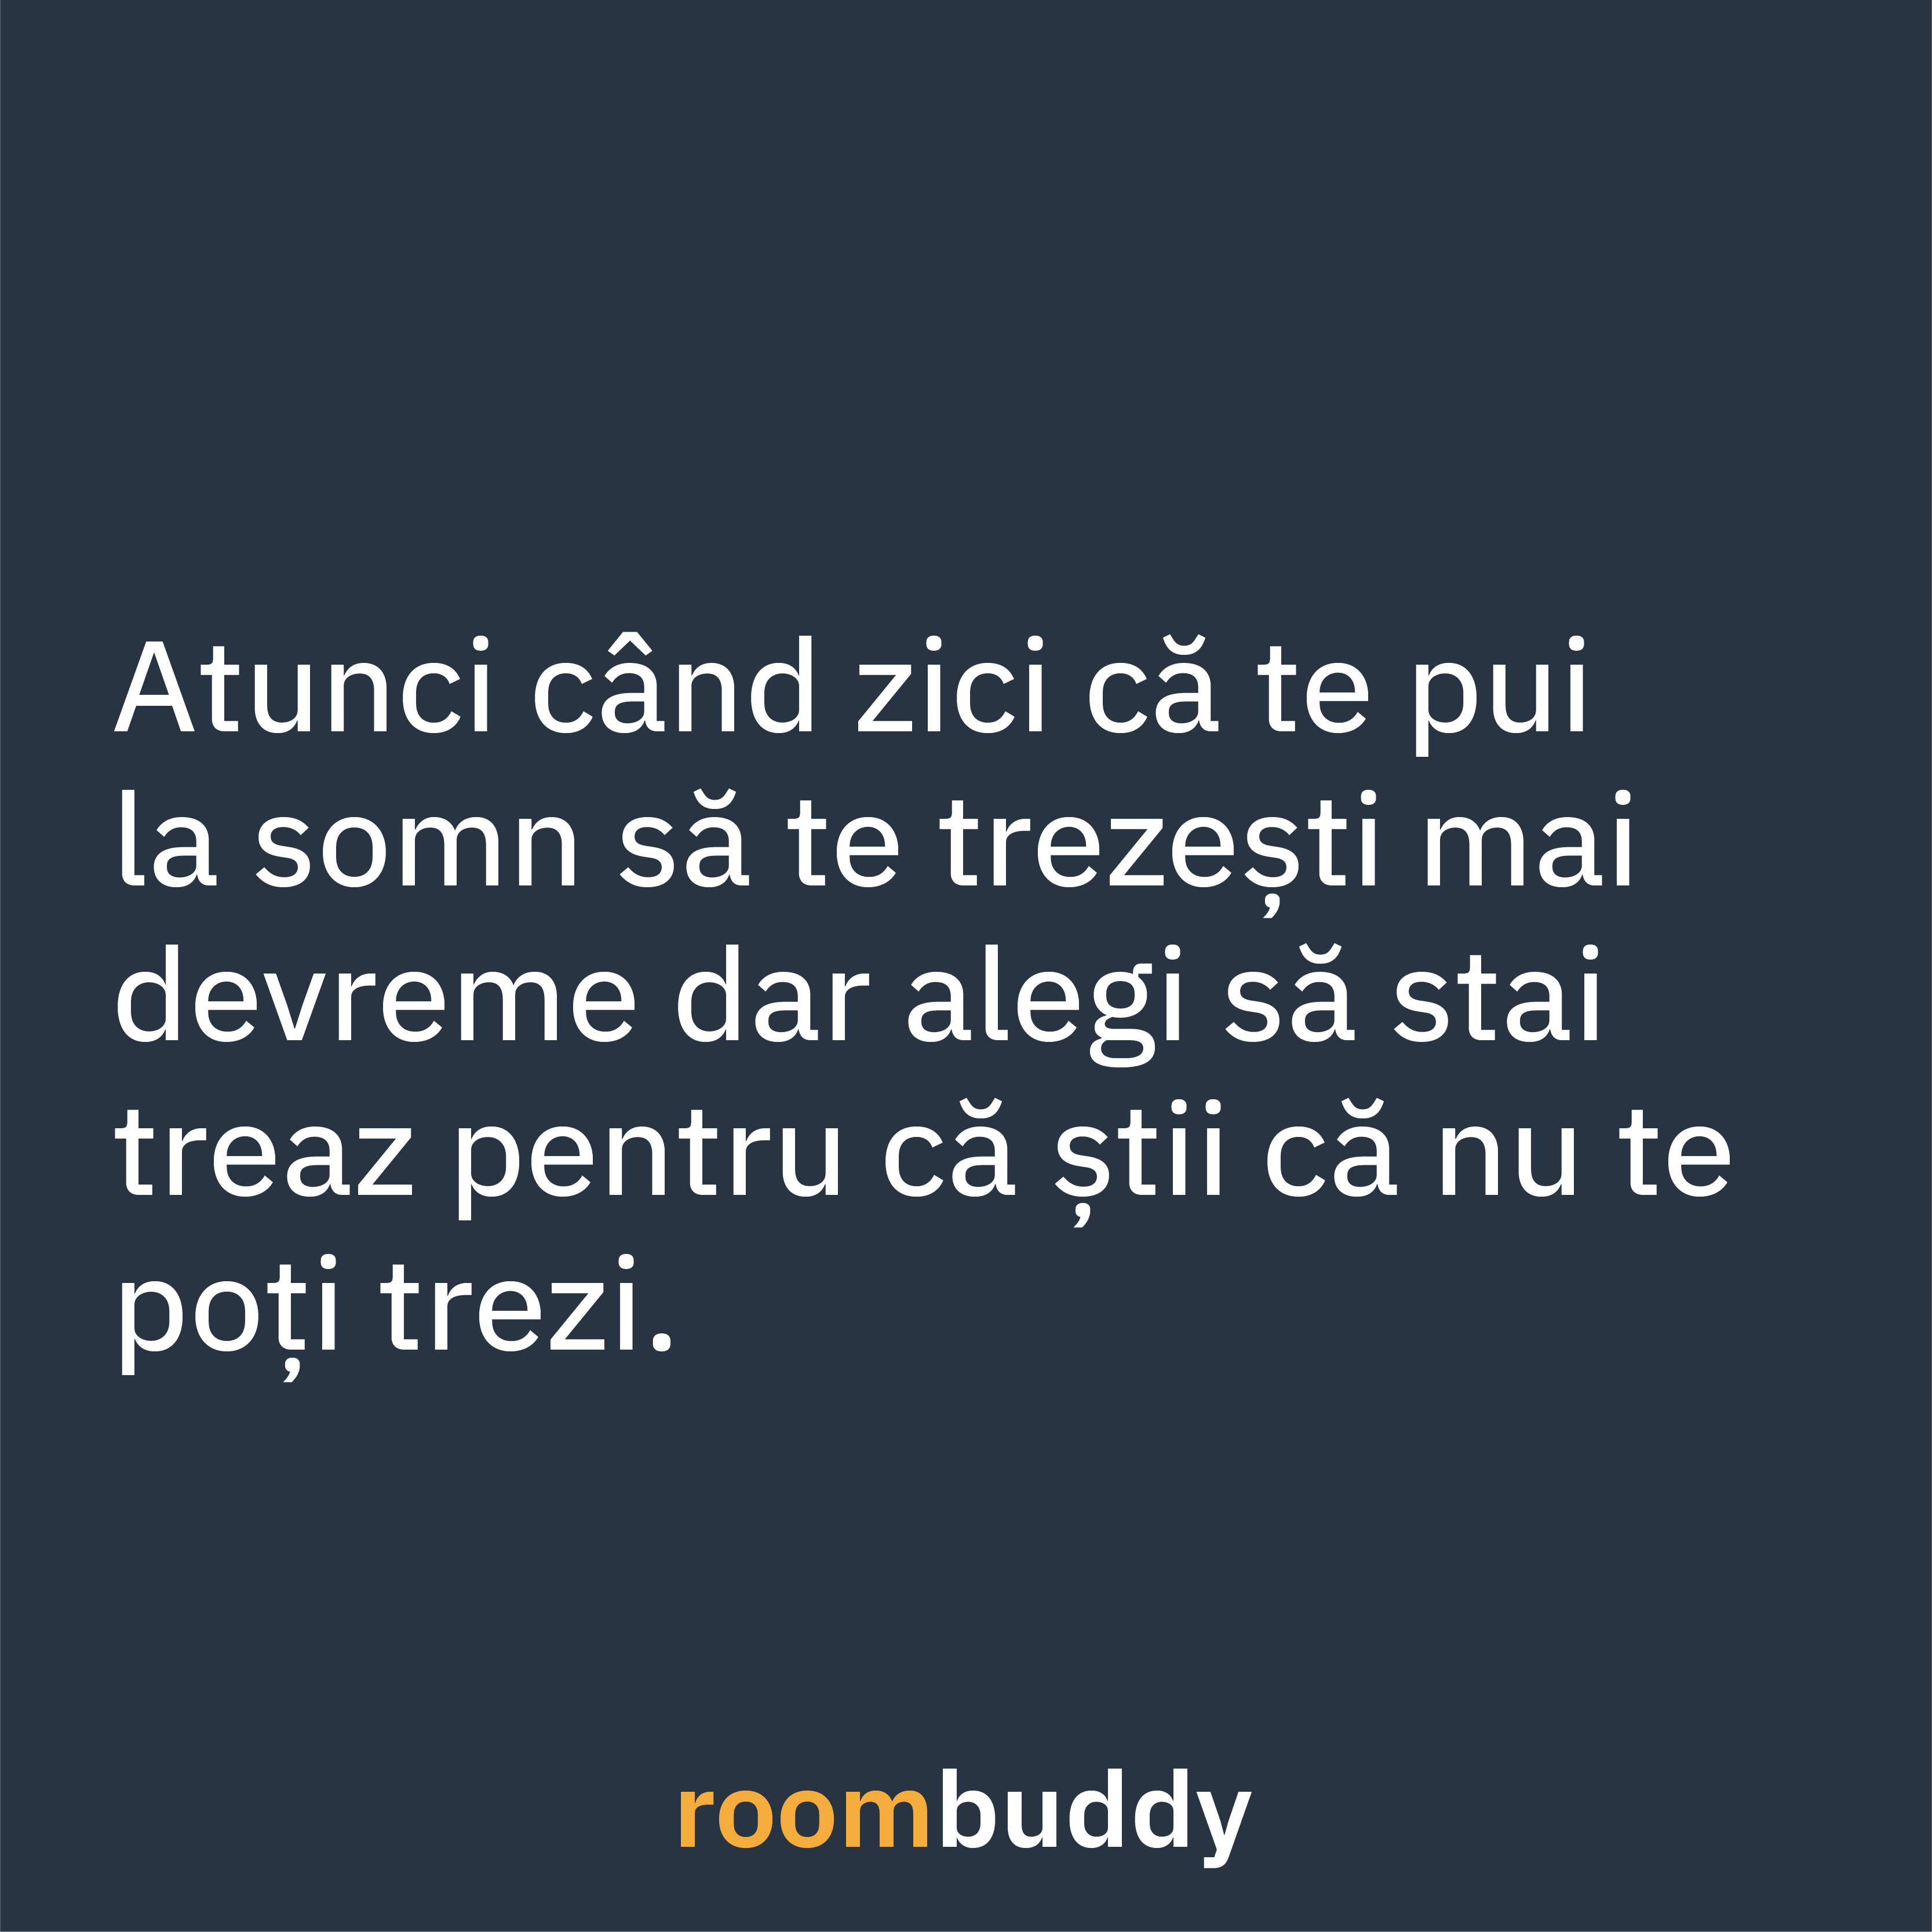 Atunci când zici că te pui
la somn să te trezești mai
devreme dar alegi să stai
treaz pentru că știi că nu te
poți trezi.
roombuddy